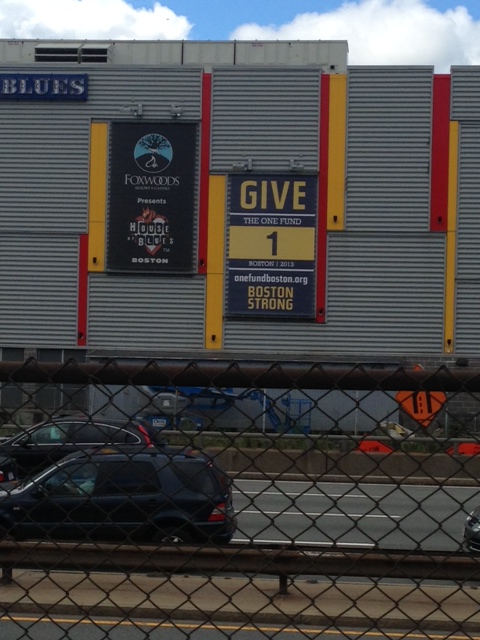 BLUES
FOXWOODS
RESORT CASINO
Presents
HOUSE
OF BLUES
BOSTON
GIVE
THE ONE FUND
1
BOSTON | 2013
onefundboston.org
BOSTON
STRONG